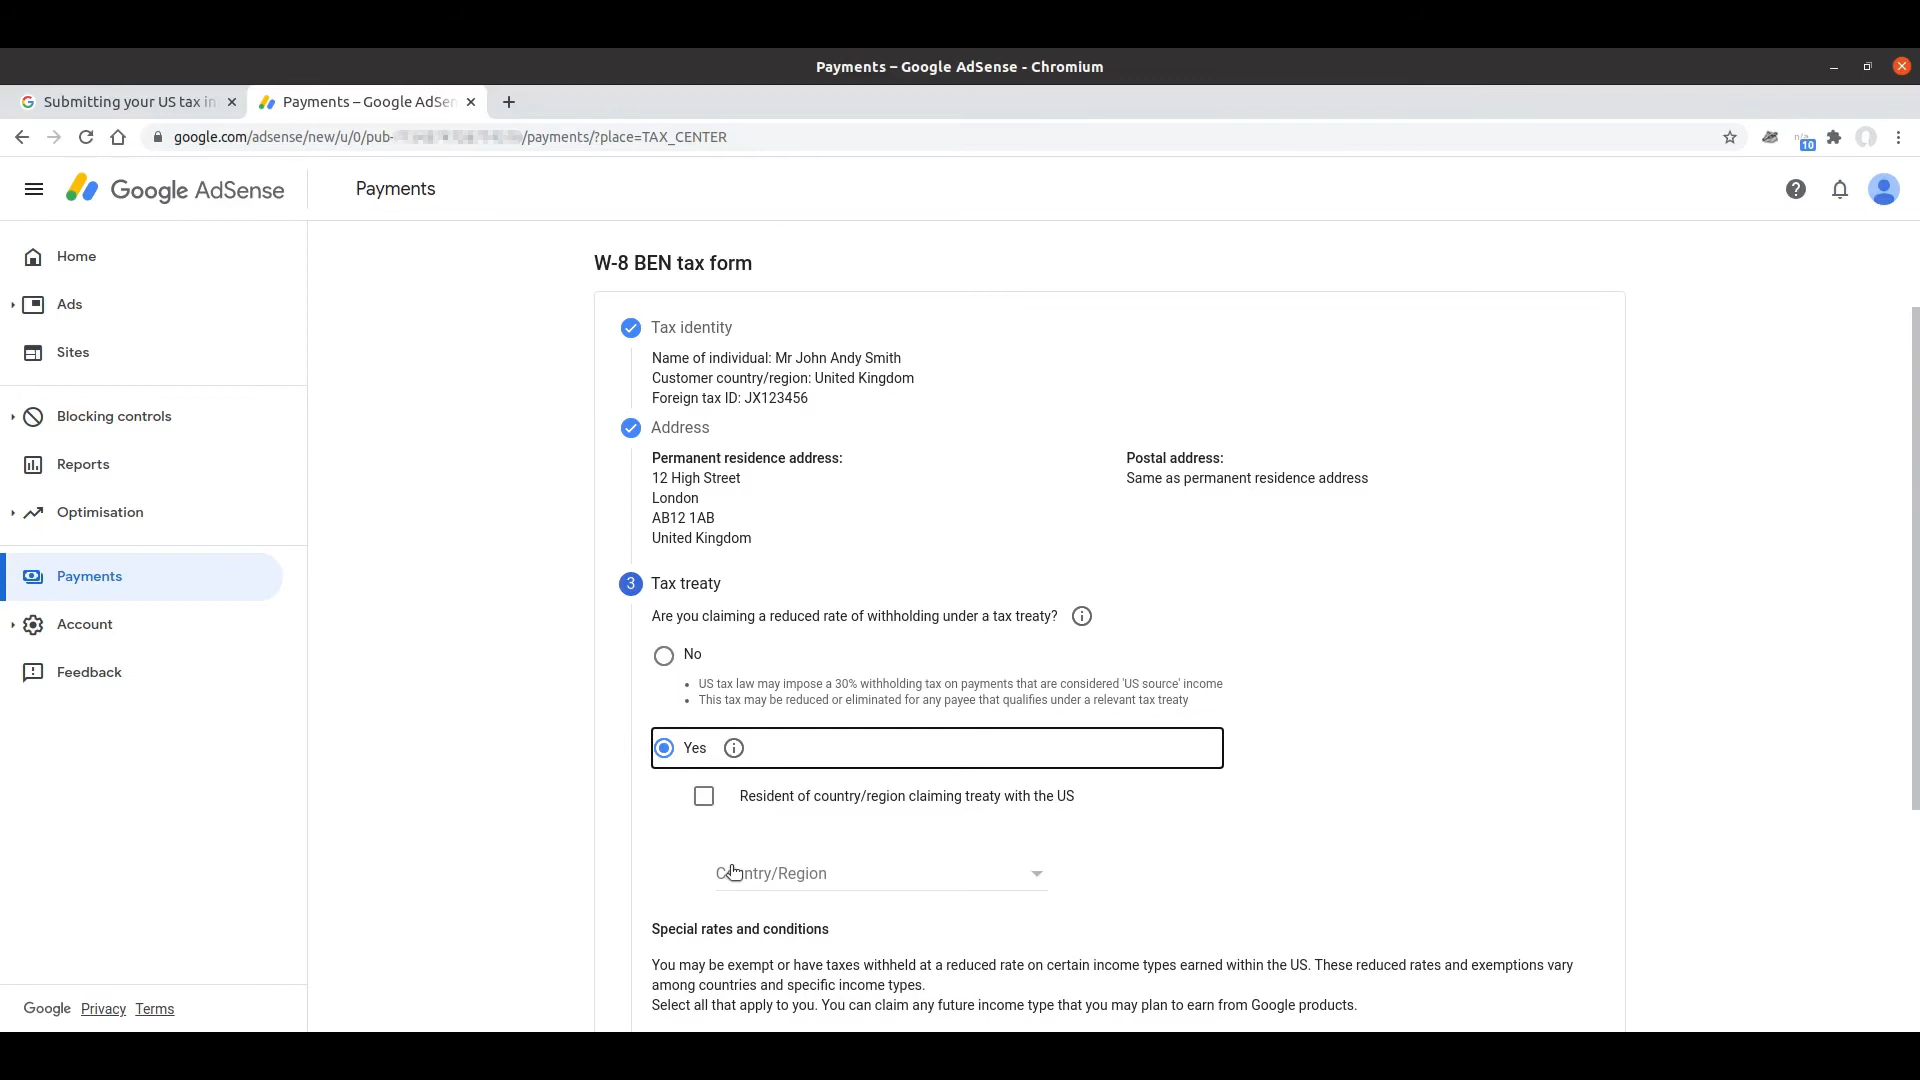 Payments – Google AdSense - Chromium
Submitting your US tax in
Payments – Google AdSen
google.com/adsense/new/u/0/pub-
/payments/?place=TAX_CENTER
10
Google AdSense
Payments
Home
Ads
Sites
Blocking controls
Reports
Optimisation
Payments
Account
Feedback
Google Privacy Terms
W-8 BEN tax form
Tax identity
Name of individual: Mr John Andy Smith
Customer country/region: United Kingdom
Foreign tax ID: JX123456
Address
Permanent residence address:
12 High Street
London
AB12 1AB
United Kingdom
Postal address:
Same as permanent residence address
3 Tax treaty
Are you claiming a reduced rate of withholding under a tax treaty?
No
• US tax law may impose a 30% withholding tax on payments that are considered 'US source' income
• This tax may be reduced or eliminated for any payee that qualifies under a relevant tax treaty
Yes
Resident of country/region claiming treaty with the US
Country/Region
Special rates and conditions
You may be exempt or have taxes withheld at a reduced rate on certain income types earned within the US. These reduced rates and exemptions vary
among countries and specific income types.
Select all that apply to you. You can claim any future income type that you may plan to earn from Google products.